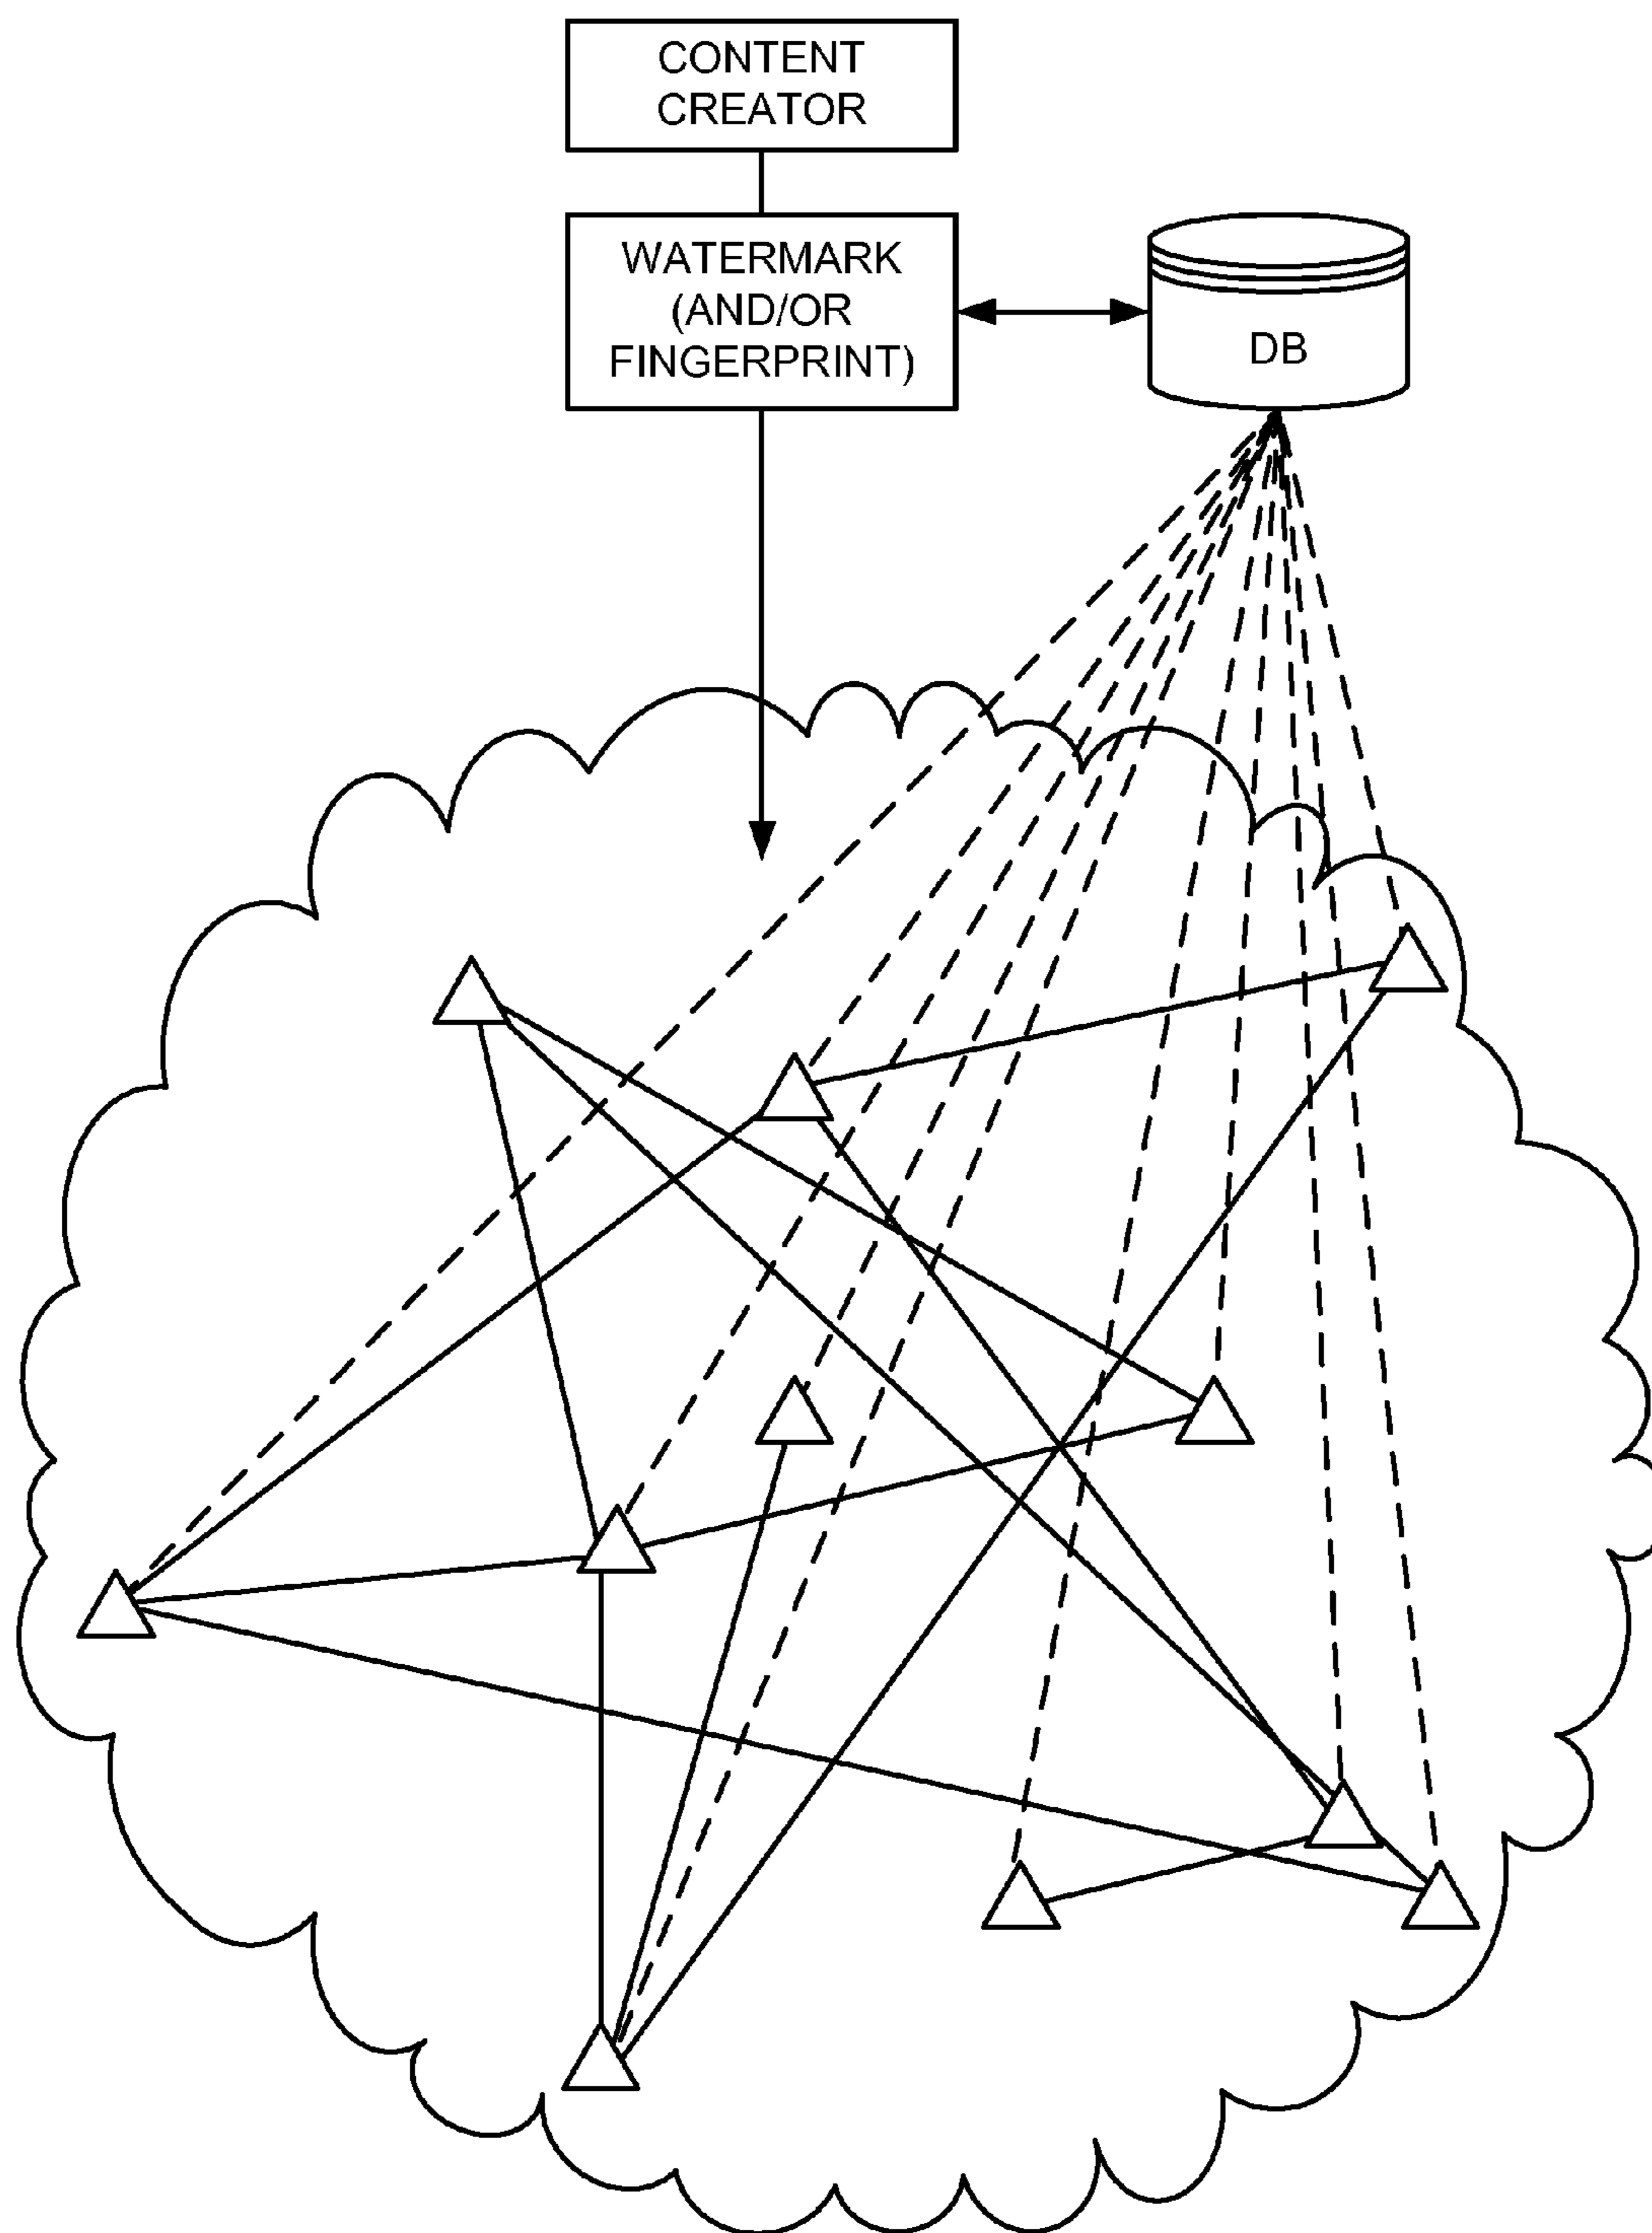 CONTENT
CREATOR
WATERMARK
(AND/OR
FINGERPRINT)
DB